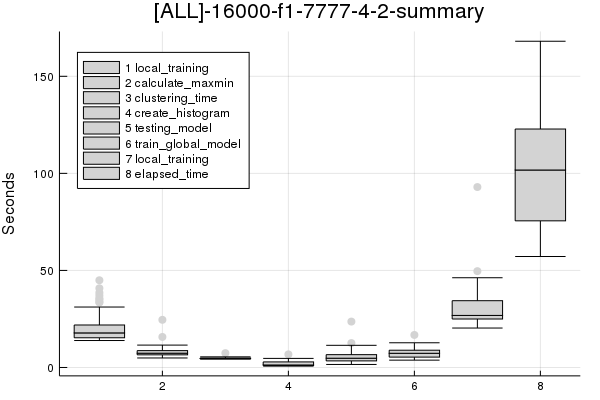 [ALL]-16000-f1-7777-4-2-summary
Seconds
150
100
50
0
1 local_training
2 calculate_maxmin
3 clustering_time
4 create_histogram
5 testing_model
6 train_global_model
7 local_training
8 elapsed_time
2 4 6 8